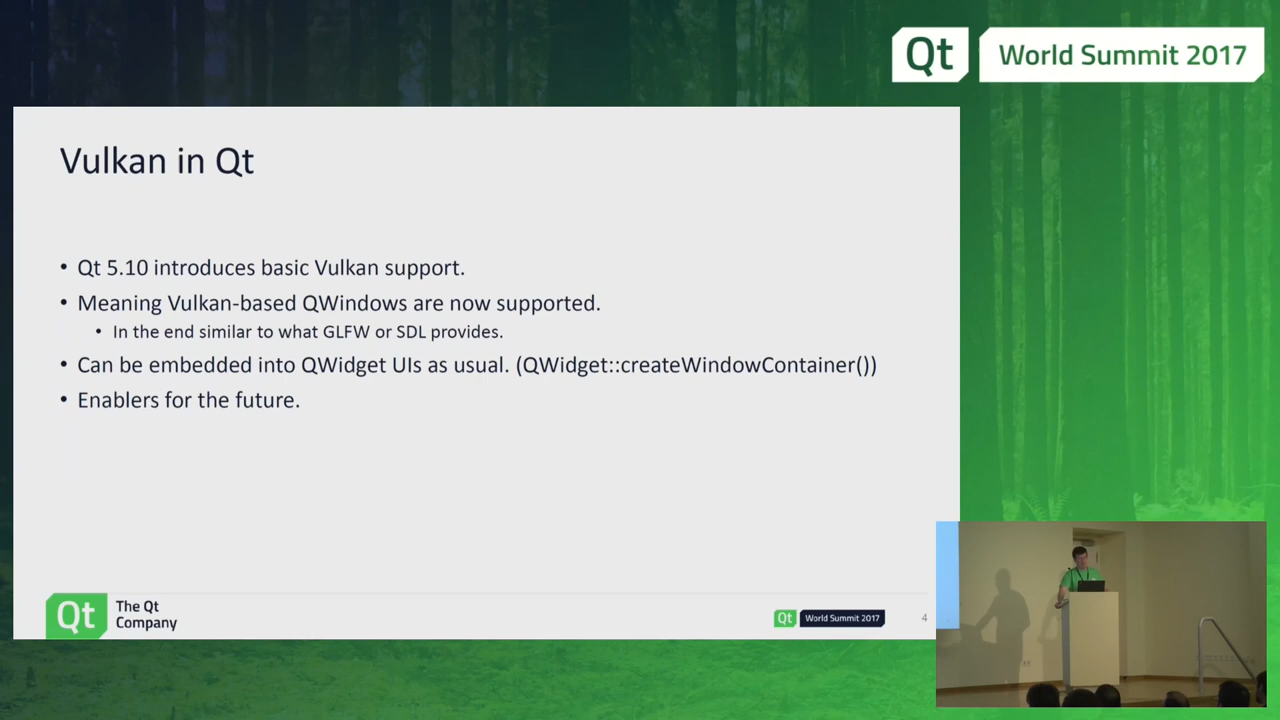 Qt
World Summit 2017
Vulkan in Qt
• Qt 5.10 introduces basic Vulkan support.
• Meaning Vulkan-based QWindows are now supported.
• In the end similar to what GLFW or SDL provides.
• Can be embedded into QWidget UIs as usual. (QWidget::createWindowContainer())
• Enablers for the future.
Qt
The Qt
Company
Qt
World Summit 2017
4